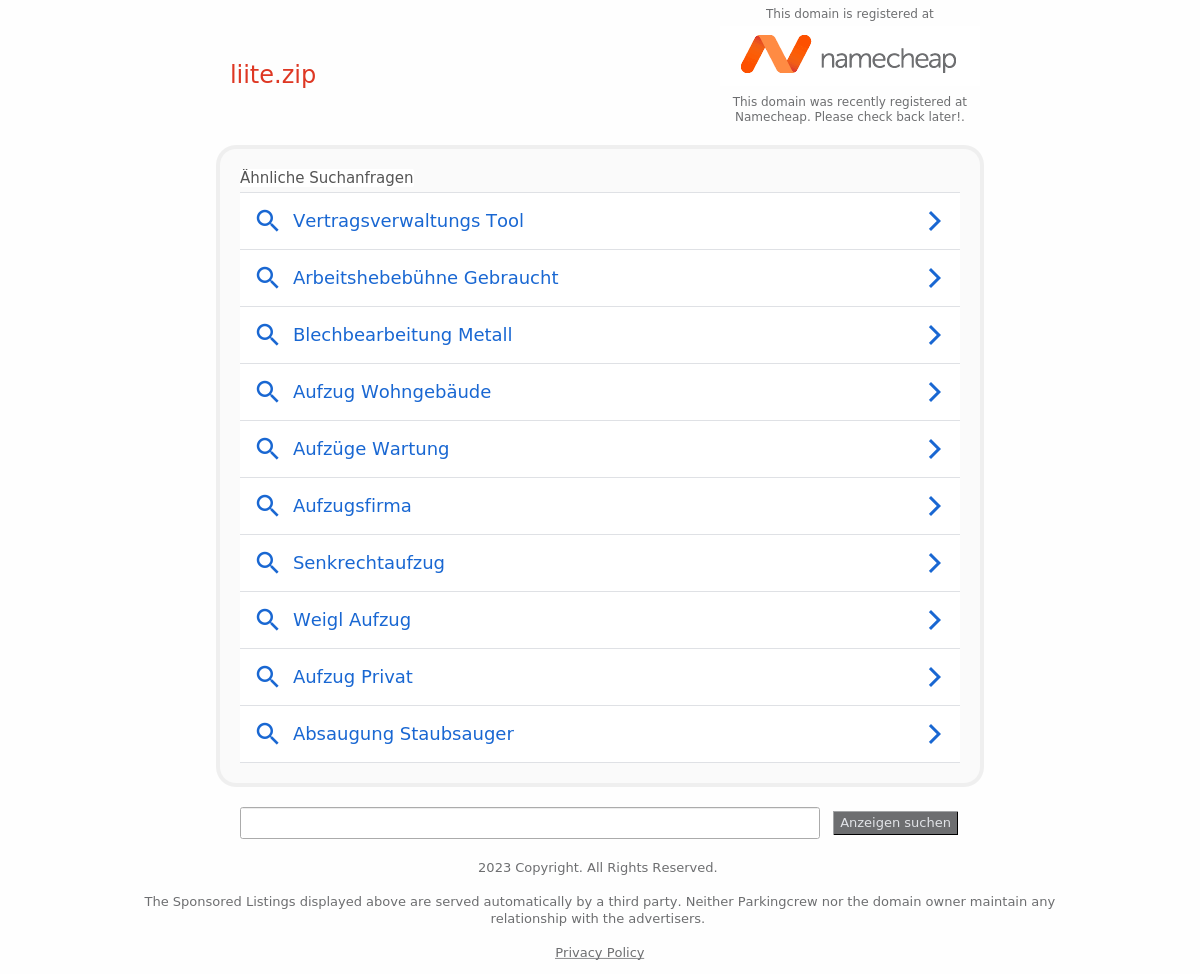 This domain is registered at
namecheap
liite.zip
This domain was recently registered at
Namecheap. Please check back later!.
Ähnliche Suchanfragen
Vertragsverwaltungs Tool
Arbeitshebebühne Gebraucht
Blechbearbeitung Metall
Aufzug Wohngebäude
Aufzüge Wartung
Aufzugsfirma
Senkrechtaufzug
Weigl Aufzug
Aufzug Privat
Absaugung Staubsauger
Anzeigen suchen
2023 Copyright. All Rights Reserved.
The Sponsored Listings displayed above are served automatically by a third party. Neither Parkingcrew nor the domain owner maintain any
relationship with the advertisers.
Privacy Policy